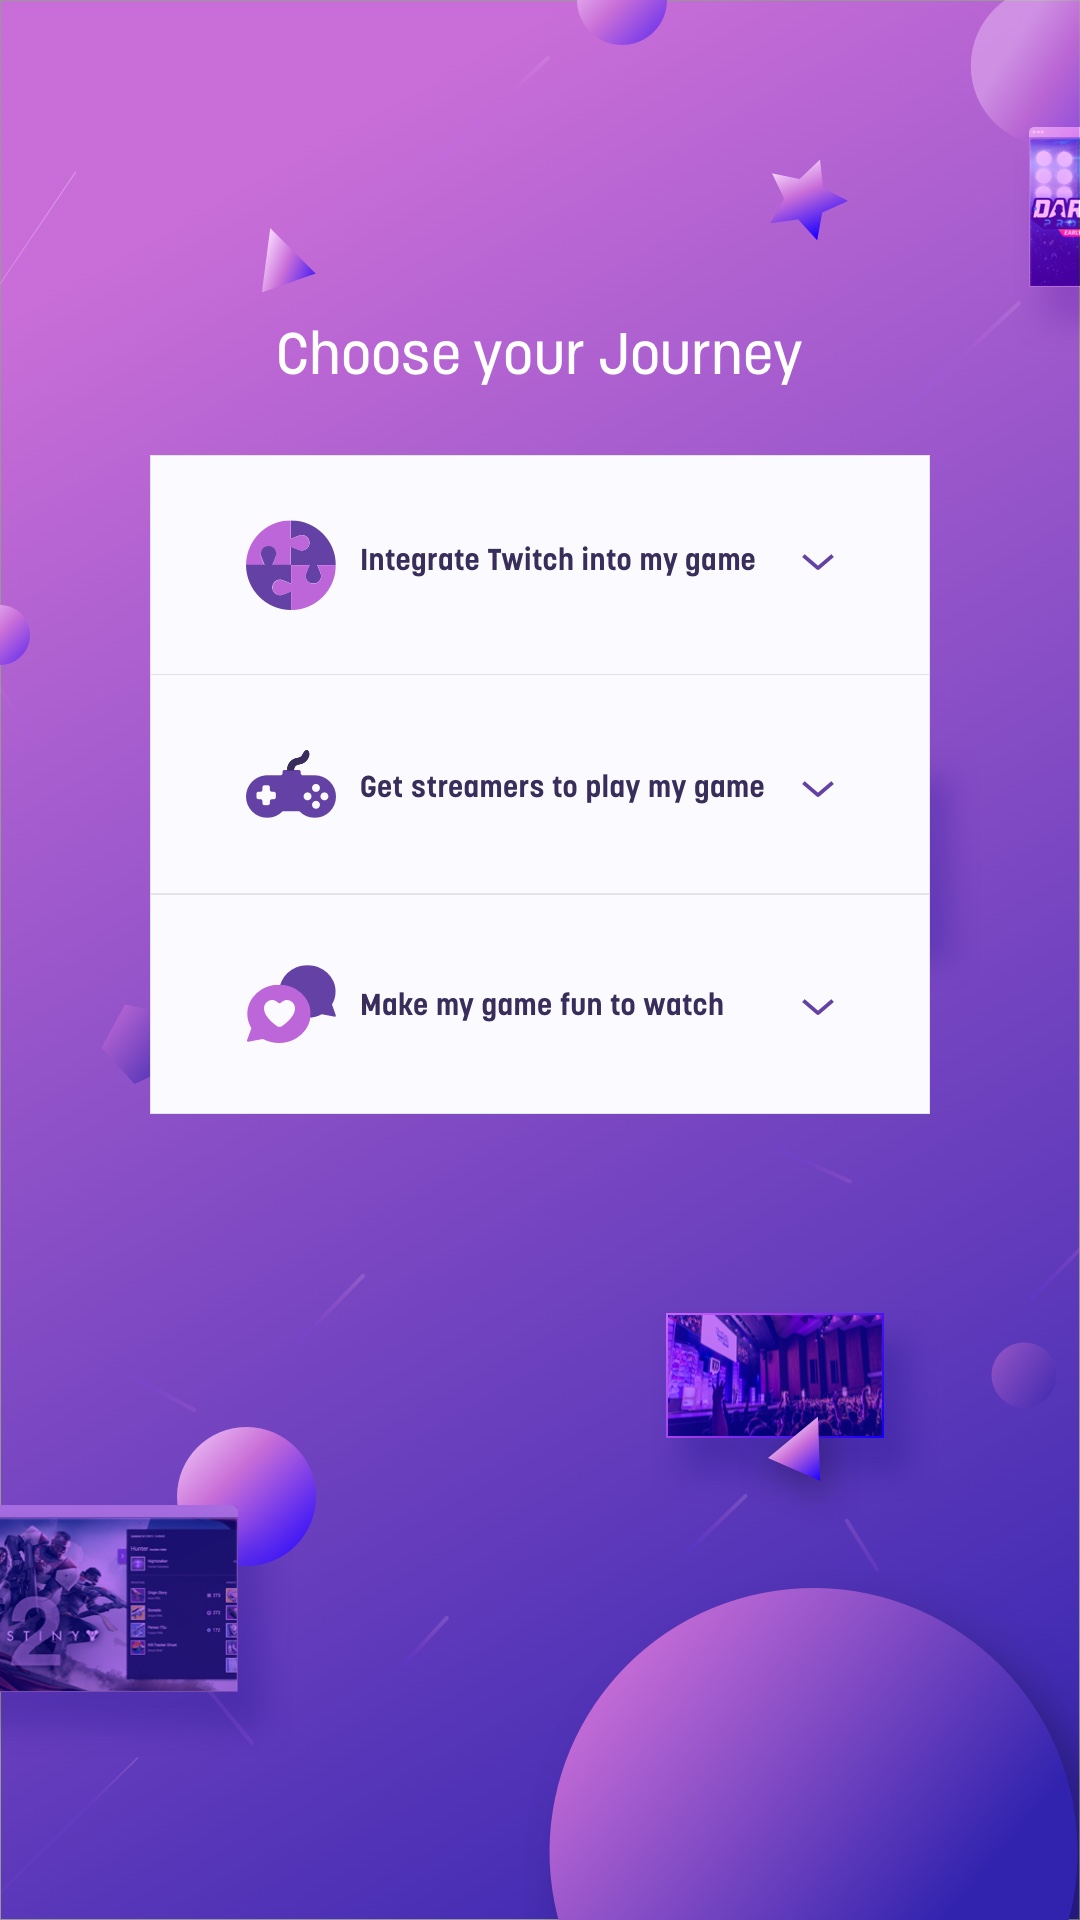 DAR
Choose your Journey
Integrate Twitch into my game
Get streamers to play my game
Make my game fun to watch
Hunter
2
STINY